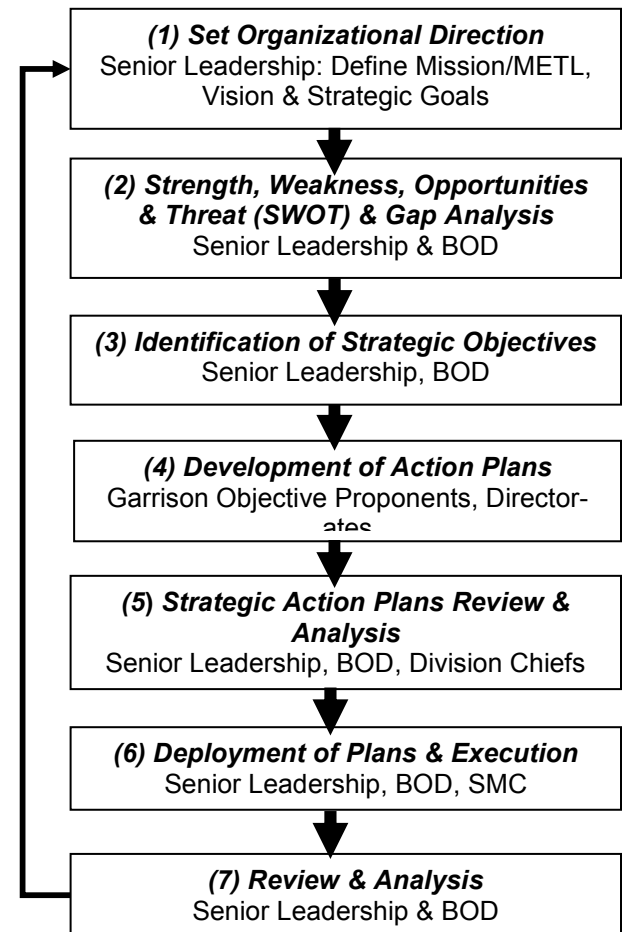 (1) Set Organizational Direction
Senior Leadership: Define Mission/METL,
Vision & Strategic Goals
(2) Strength, Weakness, Opportunities
& Threat (SWOT) & Gap Analysis
Senior Leadership & BOD
(3) Identification of Strategic Objectives
Senior Leadership, BOD
(4) Development of Action Plans
Garrison Objective Proponents, Director-
ates
(5) Strategic Action Plans Review &
Analysis
Senior Leadership, BOD, Division Chiefs
(6) Deployment of Plans & Execution
Senior Leadership, BOD, SMC
(7) Review & Analysis
Senior Leadership & BOD